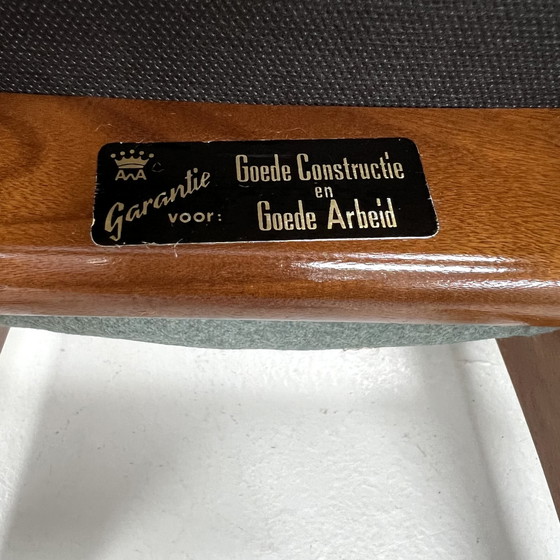 AAA
Garantie
voor:
Goede Constructie
en
Goede Arbeid